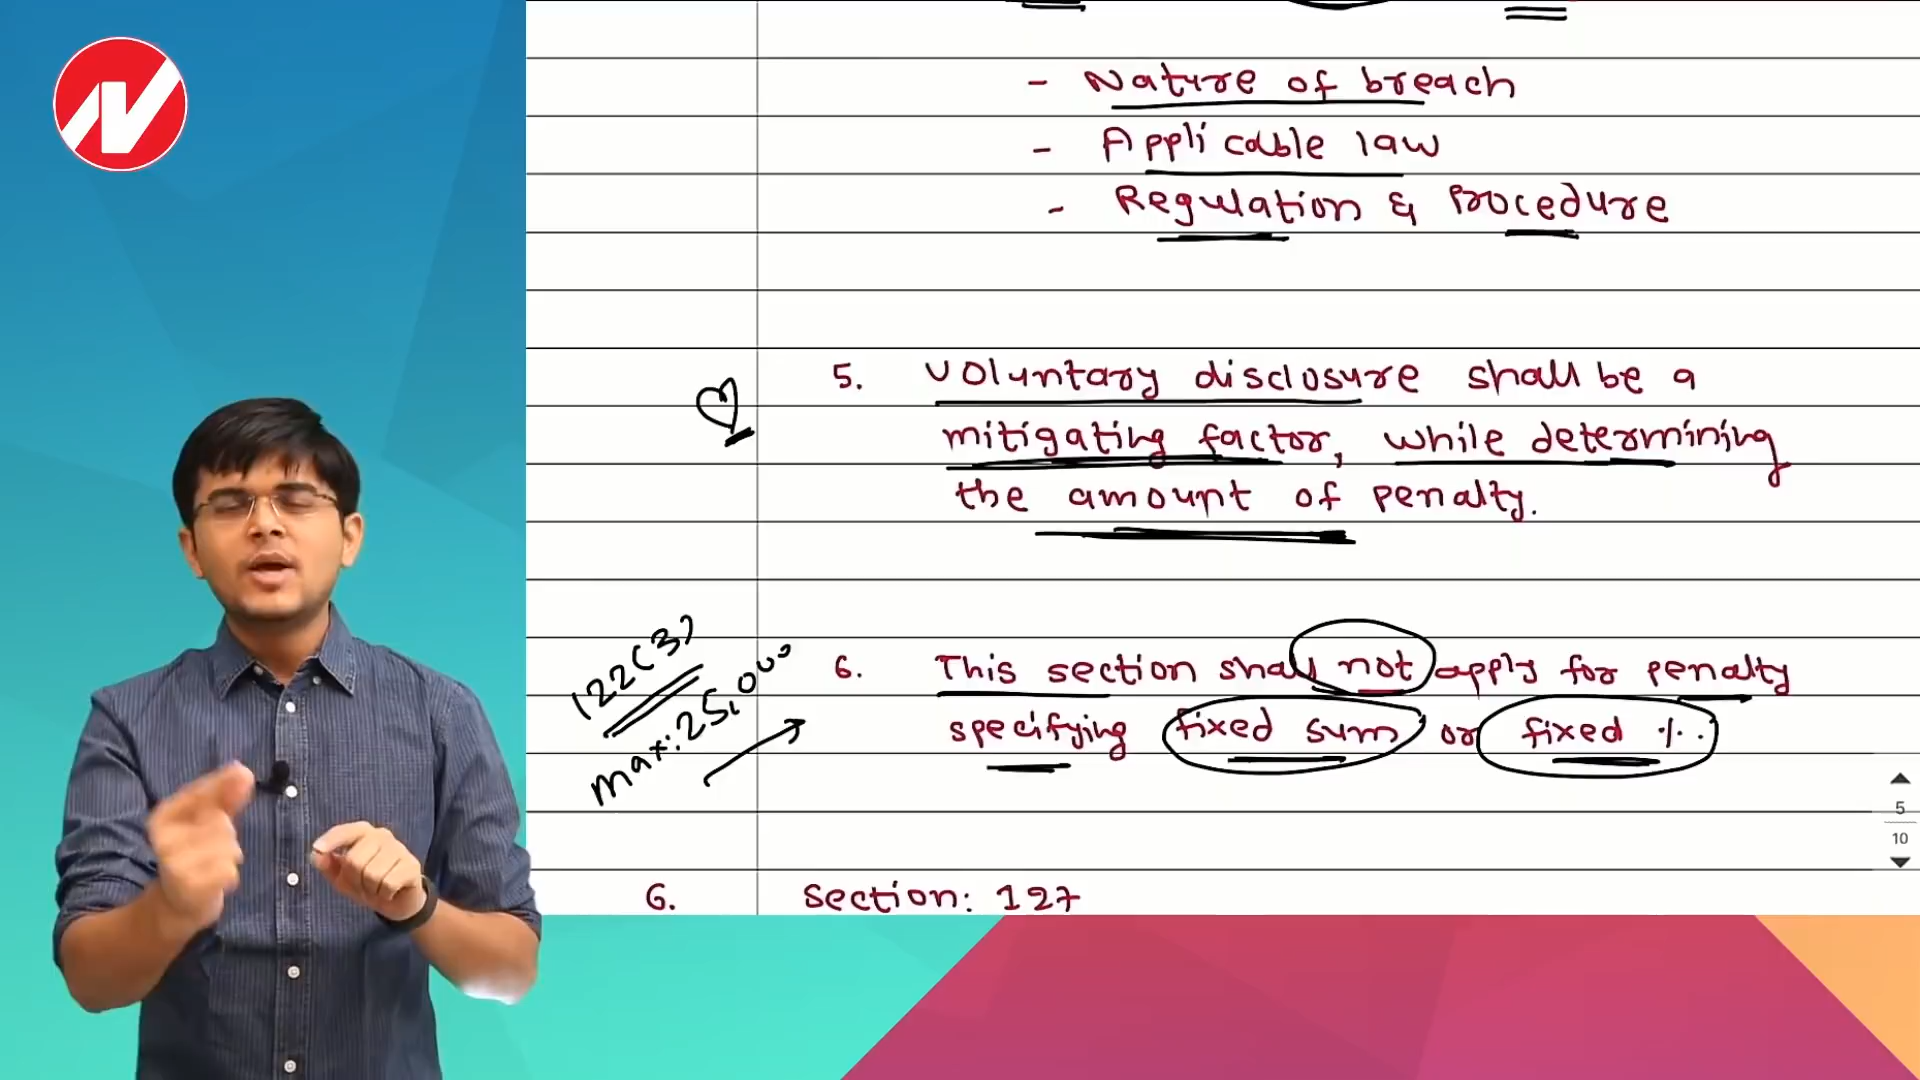 - Nature of breach
- Applicable law
- Regulation & Procedure
5. Voluntary disclosure shall be a
mitigating factor, while determining
the amount of penalty.
122(3)
max: 25,000
6. This section shall not apply for penalty
specifying fixed sum or fixed %.
5
10
6. Section: 127